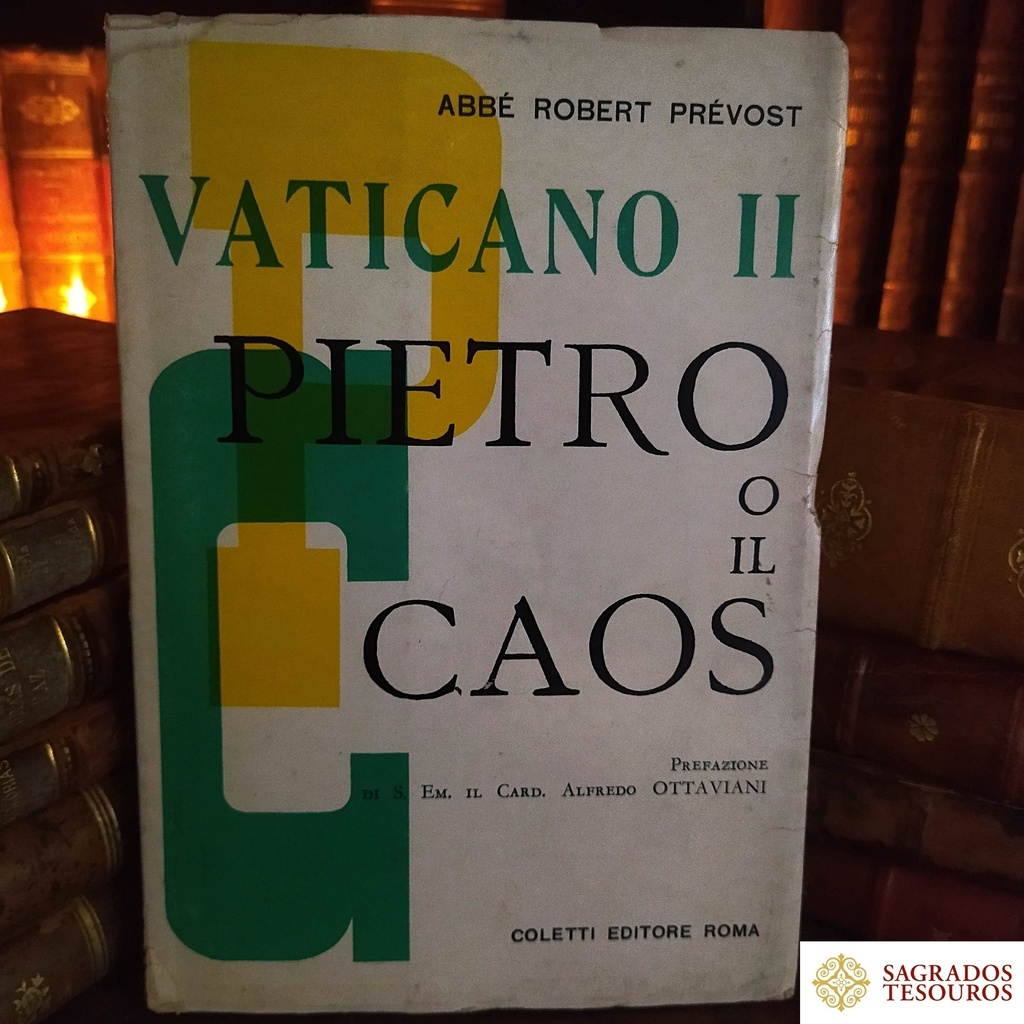 ABBÉ ROBERT PRÉVOST
VATICANO II
PIETRO
O
IL
CAOS
PREFAZIONE
DI S. EM. IL CARD. ALFREDO OTTAVIANI
COLETTI EDITORE ROMA
SAGRADOS
TESOUROS